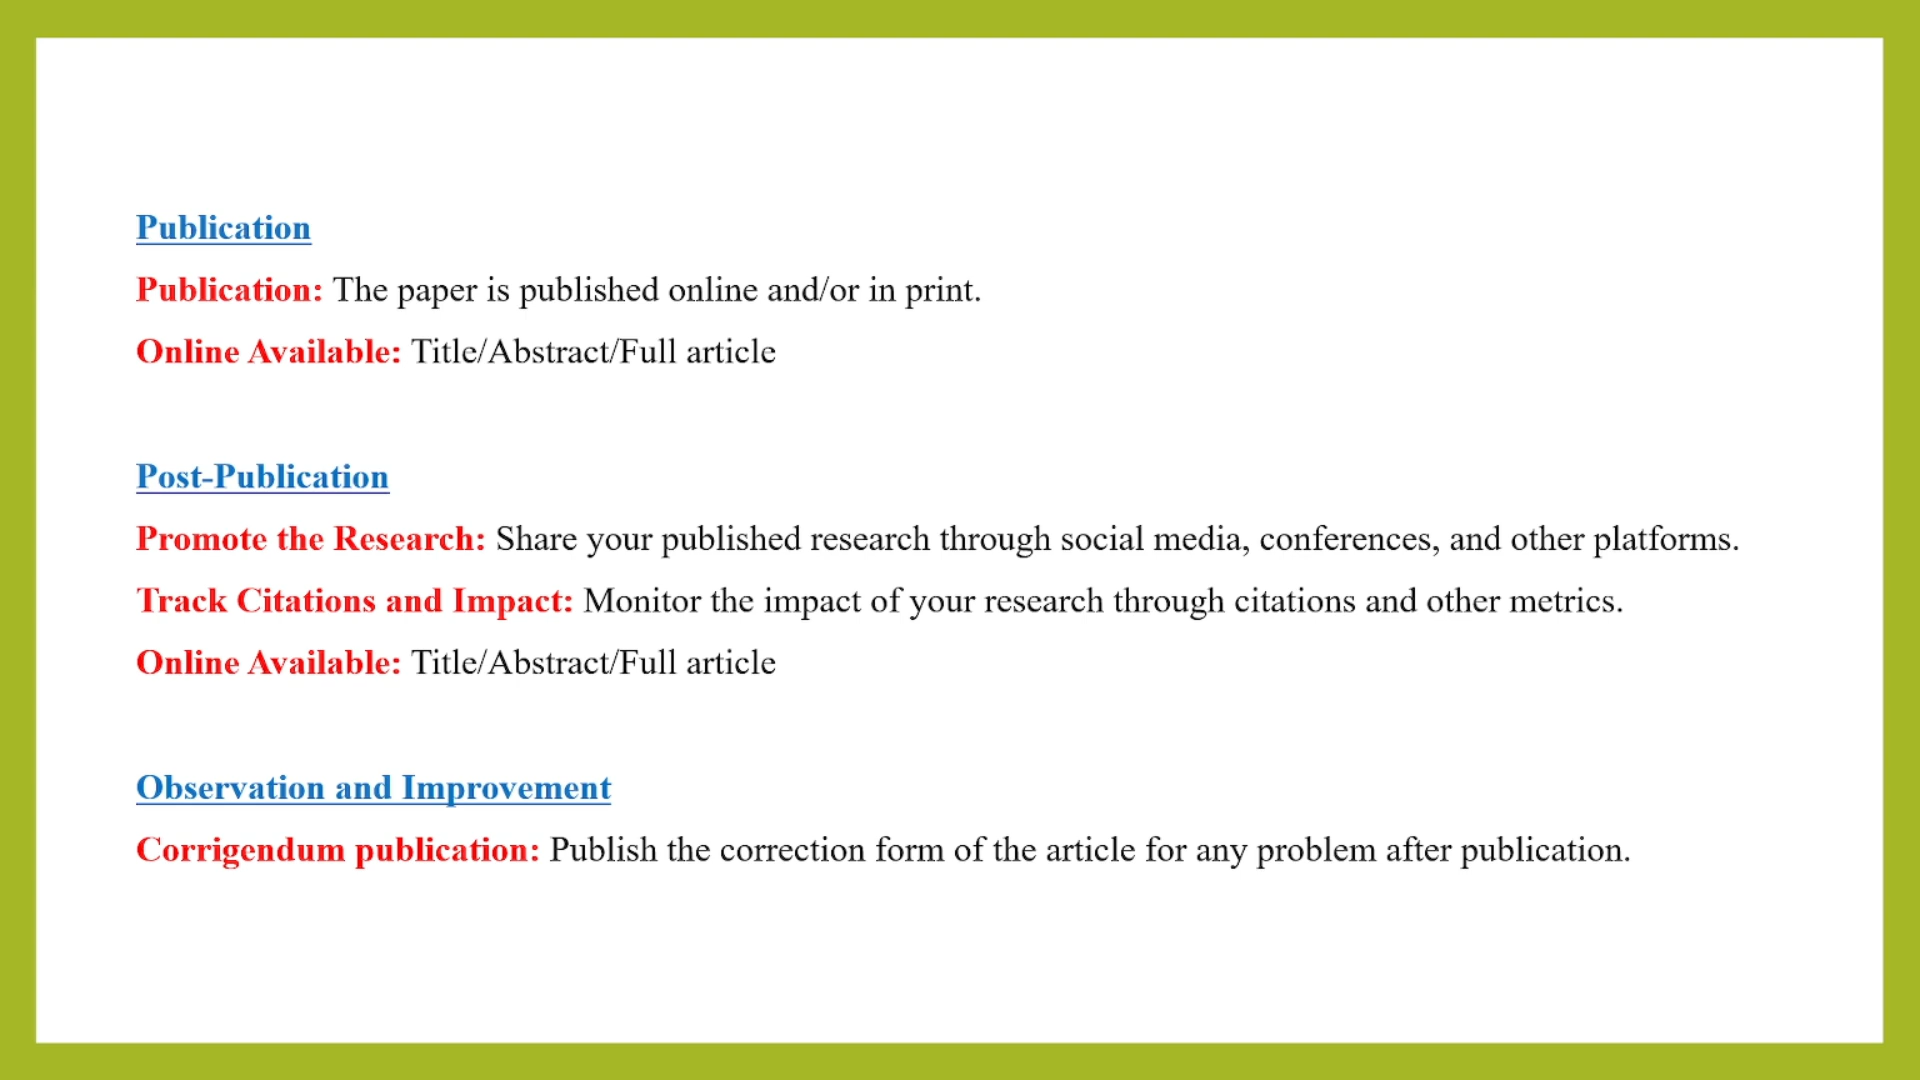 Publication
Publication: The paper is published online and/or in print.
Online Available: Title/Abstract/Full article
Post-Publication
Promote the Research: Share your published research through social media, conferences, and other platforms.
Track Citations and Impact: Monitor the impact of your research through citations and other metrics.
Online Available: Title/Abstract/Full article
Observation and Improvement
Corrigendum publication: Publish the correction form of the article for any problem after publication.